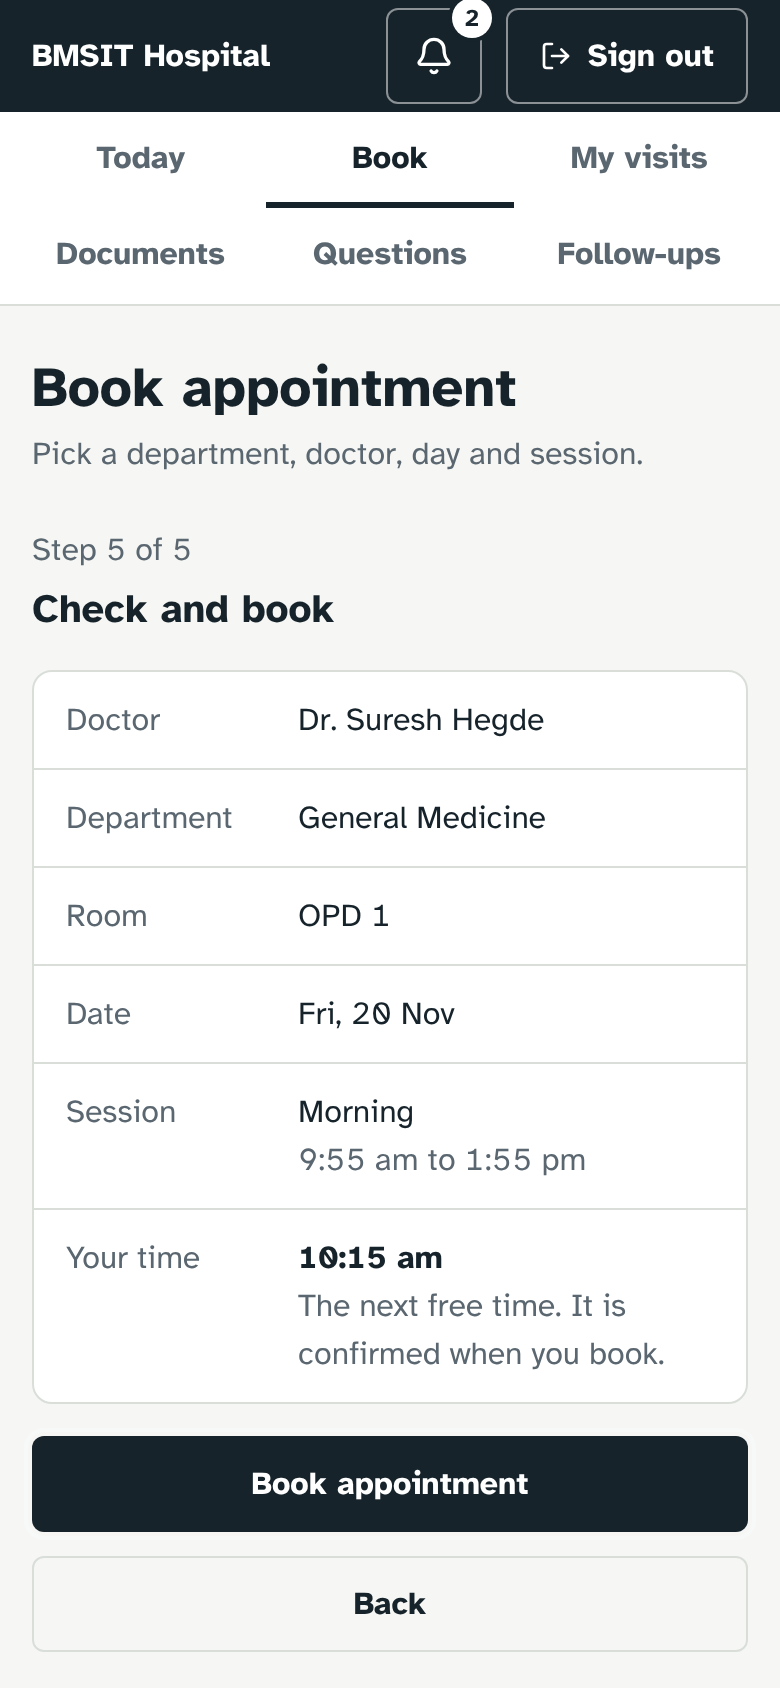 BMSIT Hospital
2
Sign out
Today
Book
My visits
Documents
Questions
Follow-ups
Book appointment
Pick a department, doctor, day and session.
Step 5 of 5
Check and book
Doctor
Dr. Suresh Hegde
Department
General Medicine
Room
OPD 1
Date
Fri, 20 Nov
Session
Morning
9:55 am to 1:55 pm
Your time
10:15 am
The next free time. It is
confirmed when you book.
Book appointment
Back